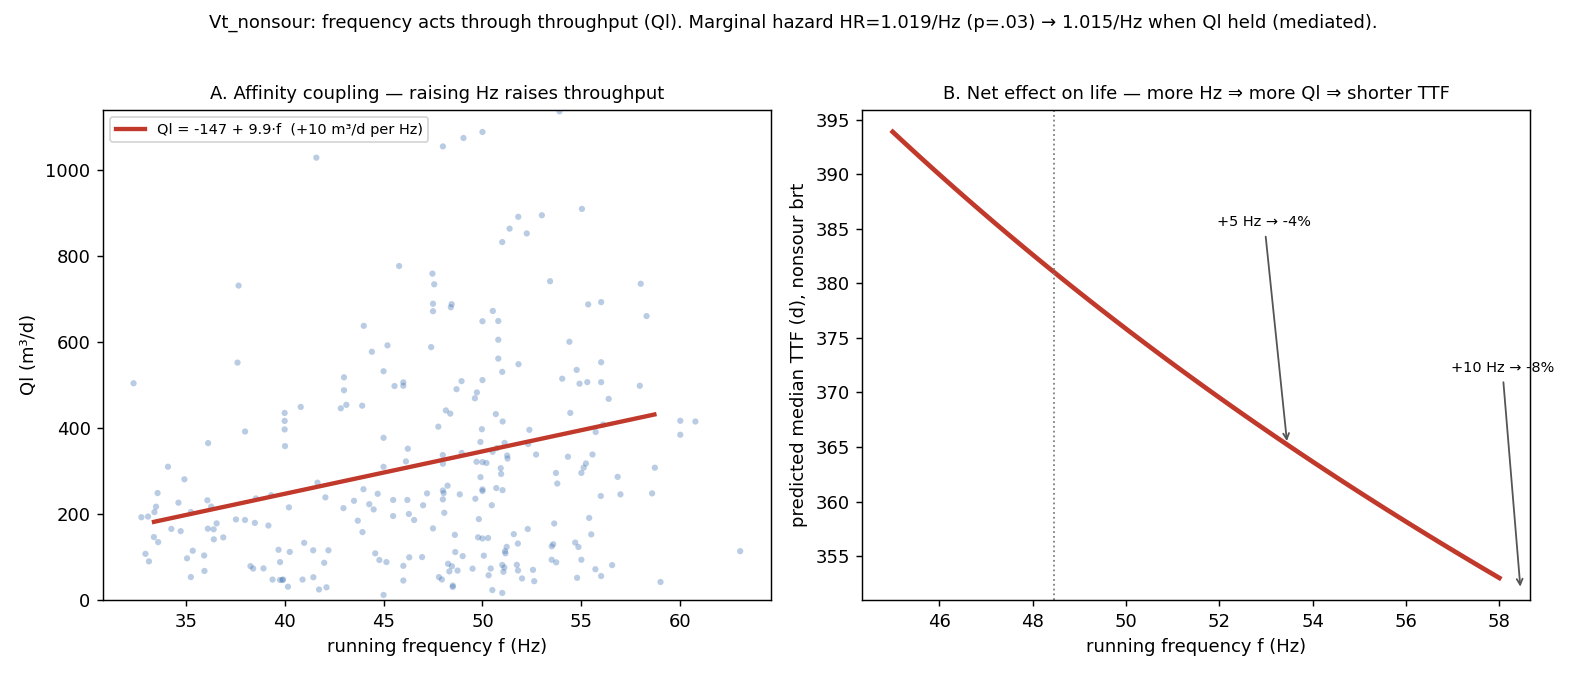 Vt_nonsour: frequency acts through throughput (Ql). Marginal hazard HR=1.019/Hz (p=.03) → 1.015/Hz when Ql held (mediated).
A. Affinity coupling — raising Hz raises throughput
Ql = -147 + 9.9·f  (+10 m³/d per Hz)
Ql (m³/d)
1000
800
600
400
200
0
35
40
45
50
55
60
running frequency f (Hz)
B. Net effect on life — more Hz ⇒ more Ql ⇒ shorter TTF
predicted median TTF (d), nonsour brt
395
390
385
380
375
370
365
360
355
+5 Hz → -4%
+10 Hz → -8%
46
48
50
52
54
56
58
running frequency f (Hz)